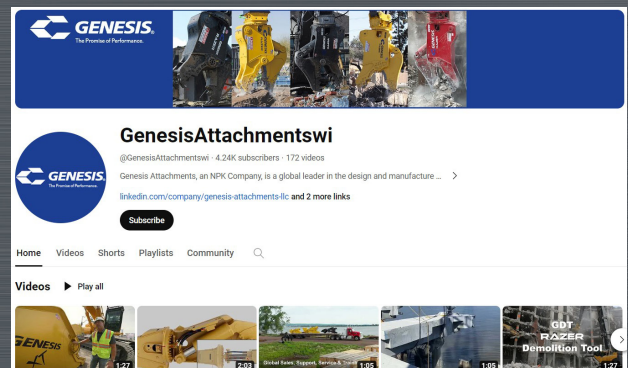 GENESIS.
The Promise of Performance.
GENESIS.
The Promise of Performance.
GenesisAttachmentswi
@GenesisAttachmentswi · 4.24K subscribers · 172 videos
Genesis Attachments, an NPK Company, is a global leader in the design and manufacture ...
linkedin.com/company/genesis-attachments-llc and 2 more links
Subscribe
Home Videos Shorts Playlists Community
Videos Play all
GENESIS
1:27
2:03
Global Sales, Support, Service &
1:05
1:05
GDT
RAZER
Demolition Tool
1:27